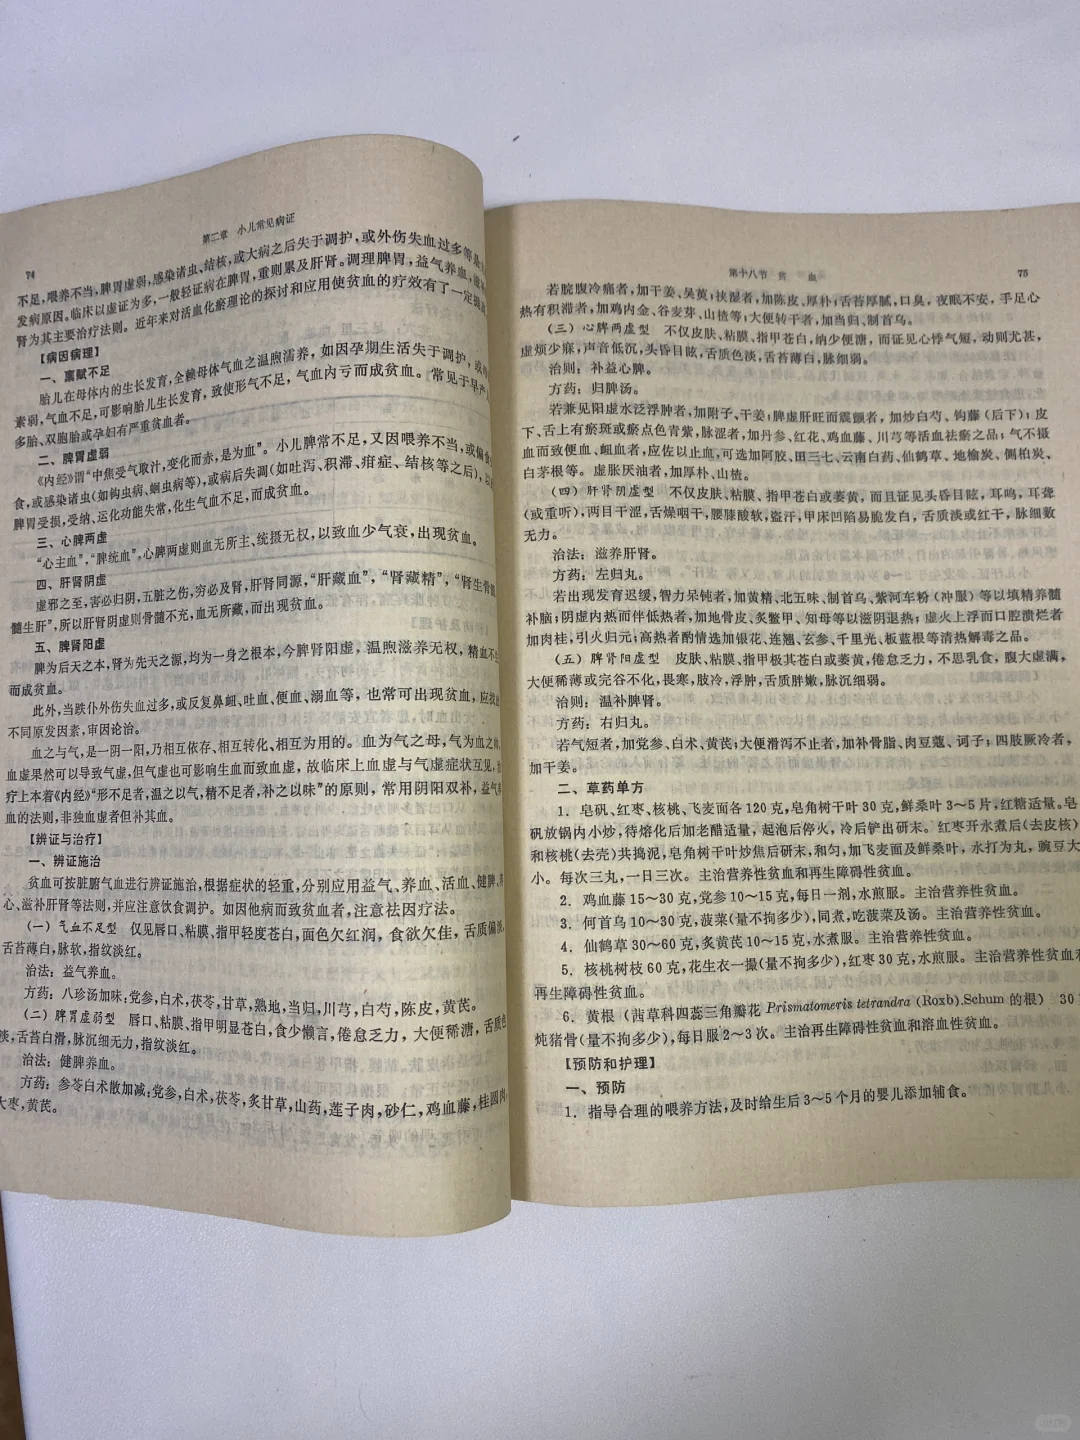 74
第二章 小儿常见病证
不足,喂养不当,脾胃虚弱,感染诸虫、结核,或大病之后失于调护,或外伤失血过多等是
发病原因。临床以虚证为多,一般轻证病在脾胃,重则累及肝肾。调理脾胃,益气养血,
肾为其主要治疗法则。近年来对活血化瘀理论的探讨和应用使贫血的疗效有了一定
【病因病理】
一、禀赋不足
胎儿在母体内的生长发育,全赖母体气血之温煦濡养,如因孕期生活失于调护,或
素弱,气血不足,可影响胎儿生长发育,致使形气不足,气血内亏而成贫血。常见于早产
多胎、双胞胎或孕妇有严重贫血者。
二、脾胃虚弱
《内经》谓“中焦受气取汁,变化而赤,是为血”。小儿脾常不足,又因喂养不当,或偏
食,或感染诸虫(如钩虫病、蛔虫病等),或病后失调(如吐泻、积滞、疳症、结核等之后),以
脾胃受损,受纳、运化功能失常,化生气血不足,而成贫血。
三、心脾两虚
“心主血”,“脾统血”,心脾两虚则血无所主、统摄无权,以致血少气衰,出现贫血。
四、肝肾阴虚
虚邪之至,害必归阴,五脏之伤,穷必及肾,肝肾同源,“肝藏血”,“肾藏精”,“肾生骨
髓生肝”,所以肝肾阴虚则骨髓不充,血无所藏,而出现贫血。
五、脾肾阳虚
脾为后天之本,肾为先天之源,均为一身之根本,今脾肾阳虚,温煦滋养无权,精血不
而成贫血。
此外,当跌仆外伤失血过多,或反复鼻衄、吐血、便血、溺血等,也常可出现贫血,应
不同原发因素,审因论治。
血之与气,是一阴一阳,乃相互依存、相互转化、相互为用的。血为气之母,气为血之
血虚果然可以导致气虚,但气虚也可影响生血而致血虚,故临床上血虚与气虚症状互见,
疗上本着《内经》“形不足者,温之以气,精不足者,补之以味”的原则,常用阴阳双补,益气
血的法则,非独血虚者但补其血。
【辨证与治疗】
一、辨证施治
贫血可按脏腑气血进行辨证施治,根据症状的轻重,分别应用益气、养血、活血、健脾、
心、滋补肝肾等法则,并应注意饮食调护。如因他病而致贫血者,注意祛因疗法。
(一)气血不足型 仅见唇口、粘膜、指甲轻度苍白,面色欠红润,食欲欠佳,舌质偏淡,
舌苔薄白,脉软,指纹淡红。
治法:益气养血。
方药:八珍汤加味,党参,白术,茯苓,甘草,熟地,当归,川芎,白芍,陈皮,黄芪。
(二)脾胃虚弱型 唇口、粘膜、指甲明显苍白,食少懒言,倦怠乏力,大便稀溏,舌质色
淡,舌苔白滑,脉沉细无力,指纹淡红。
治法:健脾养血。
方药:参苓白术散加减:党参,白术,茯苓,炙甘草,山药,莲子肉,砂仁,鸡血藤,桂圆肉,
大枣,黄芪。
第十八节 贫 血
75
若脘腹冷痛者,加干姜、吴萸;挟湿者,加陈皮、厚朴;舌苔厚腻,口臭,夜眠不安,手足心
热有积滞者,加鸡内金、谷麦芽、山楂等;大便转干者,加当归、制首乌。
(三)心脾两虚型 不仅皮肤、粘膜、指甲苍白,纳少便溏,而证见心悸气短,动则尤甚,
虚烦少寐,声音低沉,头昏目眩,舌质色淡,舌苔薄白,脉细弱。
治则:补益心脾。
方药:归脾汤。
若兼见阳虚水泛浮肿者,加附子、干姜;脾虚肝旺而震颤者,加炒白芍、钩藤(后下);皮
下、舌上有瘀斑或瘀点色青紫,脉涩者,加丹参、红花、鸡血藤、川芎等活血祛瘀之品;气不摄
血而致便血、衄血者,应佐以止血,可选加阿胶、田三七、云南白药、仙鹤草、地榆炭、侧柏炭、
白茅根等。虚胀厌油者,加厚朴、山楂。
(四)肝肾阴虚型 不仅皮肤、粘膜、指甲苍白或萎黄,而且证见头昏目眩,耳鸣,耳聋
(或重听),两目干涩,舌燥咽干,腰膝酸软,盗汗,甲床凹陷易脆发白,舌质淡或红干,脉细数
无力。
治法:滋养肝肾。
方药:左归丸。
若出现发育迟缓,智力呆钝者,加黄精、北五味、制首乌、紫河车粉(冲服)等以填精养髓
补脑;阴虚内热而伴低热者,加地骨皮、炙鳖甲、知母等以滋阴退热;虚火上浮而口腔溃烂者
加肉桂,引火归元;高热者酌情选加银花、连翘、玄参、千里光、板蓝根等清热解毒之品。
(五)脾肾阳虚型 皮肤、粘膜、指甲极其苍白或萎黄,倦怠乏力,不思乳食,腹大虚满,
大便稀薄或完谷不化,畏寒,肢冷,浮肿,舌质胖嫩,脉沉细弱。
治则:温补脾肾。
方药:右归丸。
若气短者,加党参、白术、黄芪;大便滑泻不止者,加补骨脂、肉豆蔻、诃子;四肢厥冷者,
加干姜。
二、草药单方
1. 皂矾、红枣、核桃、飞麦面各120克,皂角树干叶30克,鲜桑叶3～5片,红糖适量。皂
矾放锅内小炒,待熔化后加老醋适量,起泡后停火,冷后铲出研末。红枣开水煮后(去皮核)
和核桃(去壳)共捣泥,皂角树干叶炒焦后研末,和匀,加飞麦面及鲜桑叶,水打为丸,豌豆大
小。每次三丸,一日三次。主治营养性贫血和再生障碍性贫血。
2. 鸡血藤15～30克,党参10～15克,每日一剂,水煎服。主治营养性贫血。
3. 何首乌10～30克,菠菜(量不拘多少),同煮,吃菠菜及汤。主治营养性贫血。
4. 仙鹤草30～60克,炙黄芪10～15克,水煮服。主治营养性贫血。
5. 核桃树枝60克,花生衣一撮(量不拘多少),红枣30克,水煎服。主治营养性贫血和
再生障碍性贫血。
6. 黄根(茜草科四蕊三角瓣花 Prismatomeris tetrandra (Roxb).Schum 的根) 30
炖猪骨(量不拘多少),每日服2～3次。主治再生障碍性贫血和溶血性贫血。
【预防和护理】
一、预防
1. 指导合理的喂养方法,及时给生后3～5个月的婴儿添加辅食。